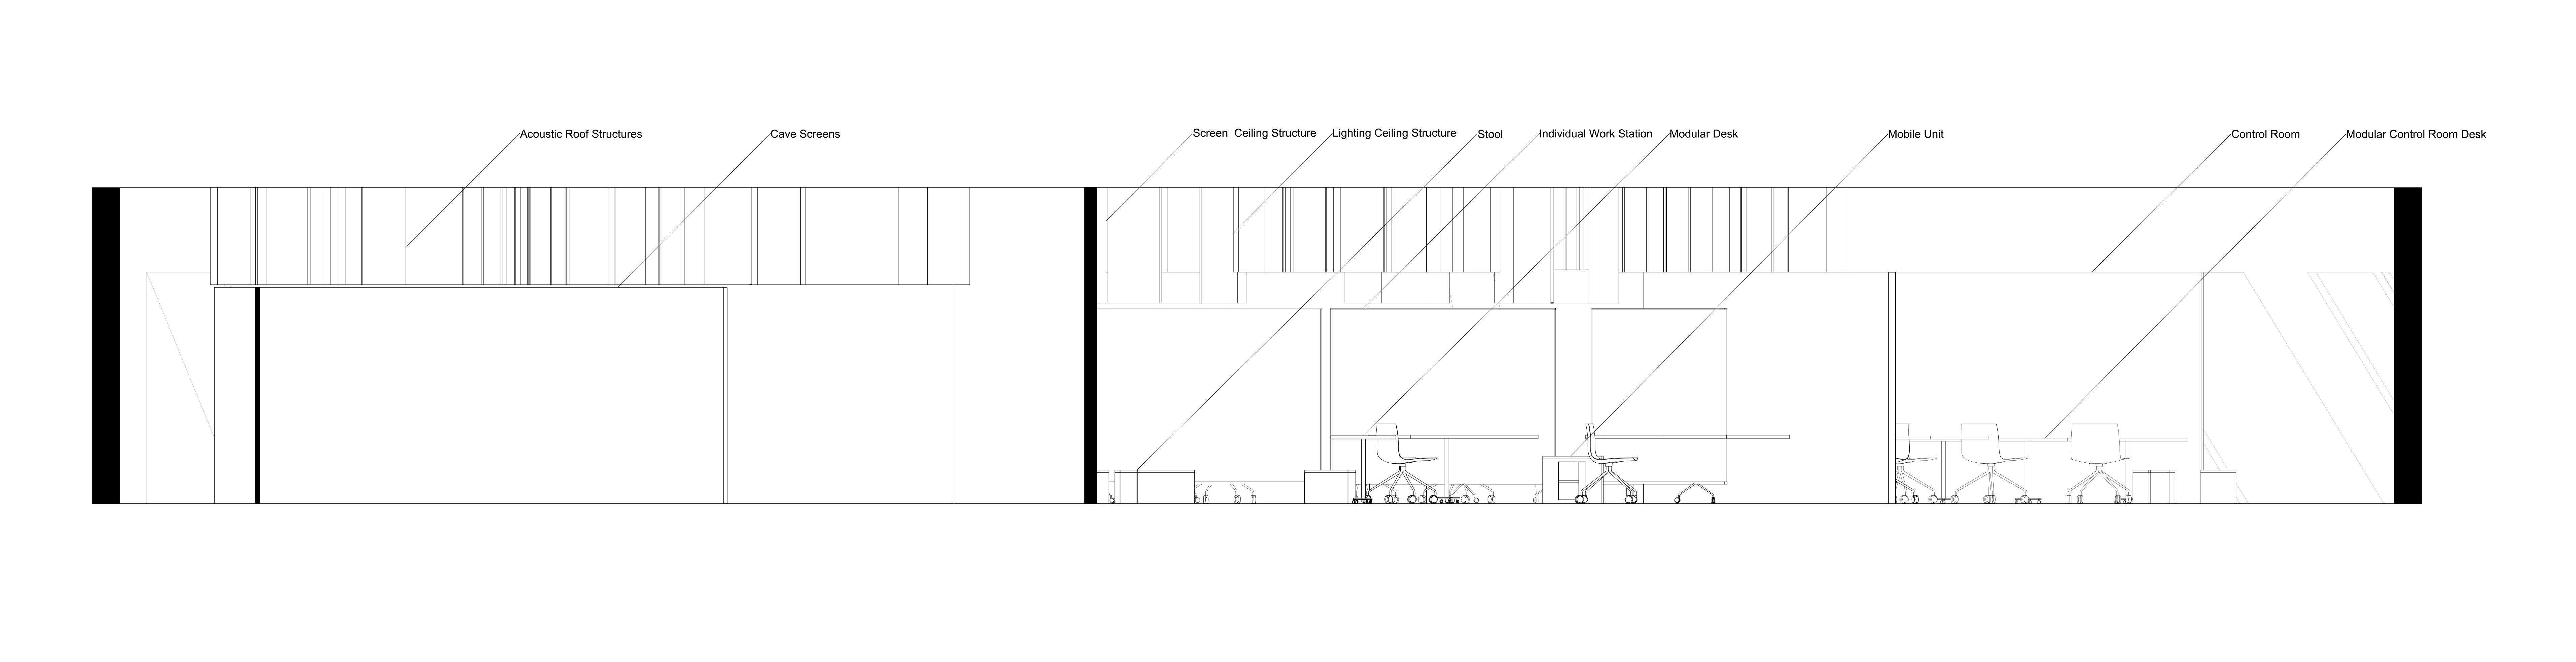 Acoustic Roof Structures
Cave Screens
Screen  Ceiling Structure
Lighting Ceiling Structure
Stool
Individual Work Station
Modular Desk
Mobile Unit
Control Room
Modular Control Room Desk